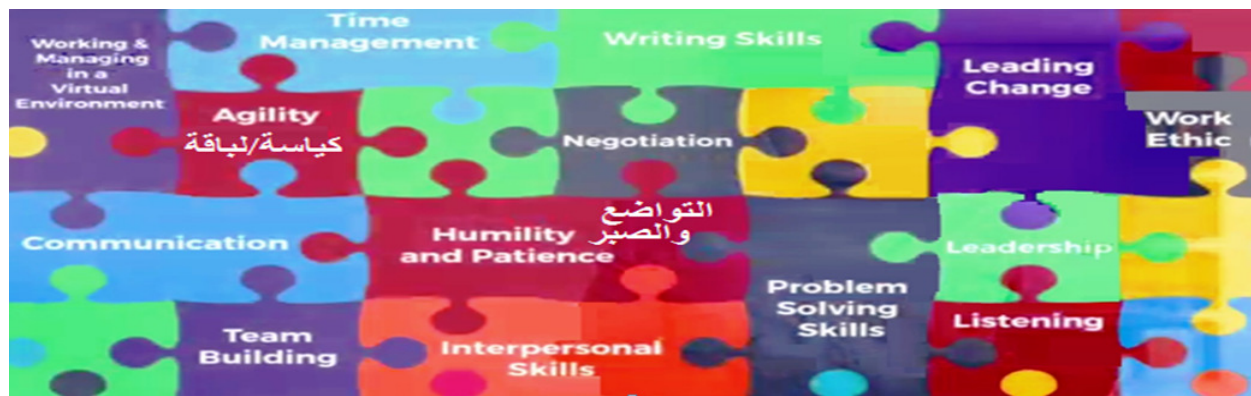 Working &
Managing
in a
Virtual
Environment
Time
Management
Writing Skills
Leading
Change
Work
Ethic
Agility
كياسة/لباقة
Negotiation
Communication
Humility
and Patience
التواضع
والصبر
Problem
Solving
Skills
Leadership
Listening
Team
Building
Interpersonal
Skills